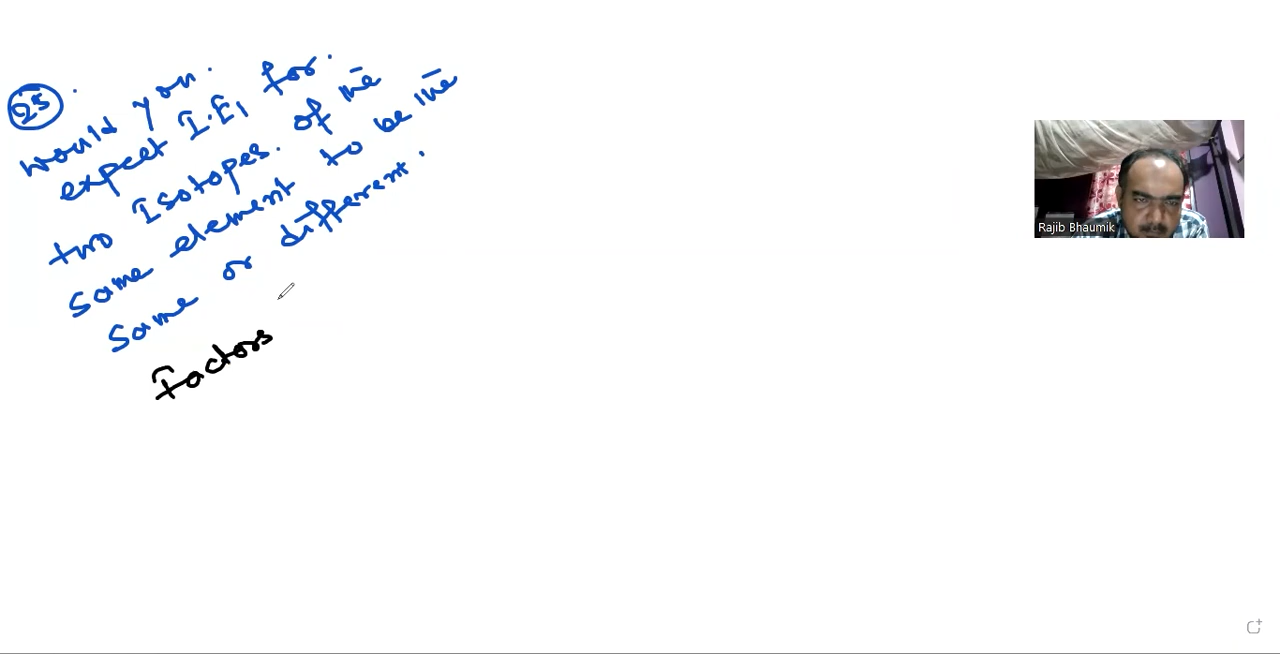 25.
would you.
expect I.E1 for.
two Isotopes. of the
same element to be the
same or different.
Factors
Rajib Bhaumik